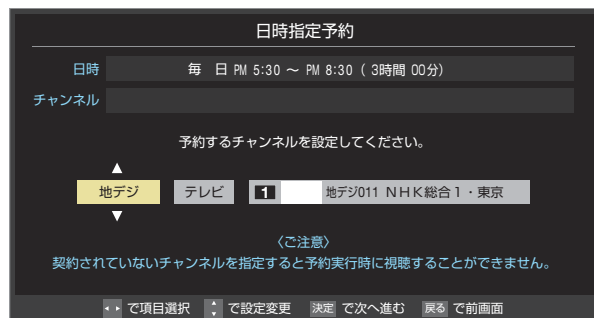 日時指定予約
日時 毎 日 PM 5:30 ～ PM 8:30 ( 3時間 00分)
チャンネル
予約するチャンネルを設定してください。
地デジ テレビ 1 地デジ011 ＮＨＫ総合１・東京
〈ご注意〉
契約されていないチャンネルを指定すると予約実行時に視聴することができません。
で項目選択 で設定変更 決定 で次へ進む 戻る で前画面